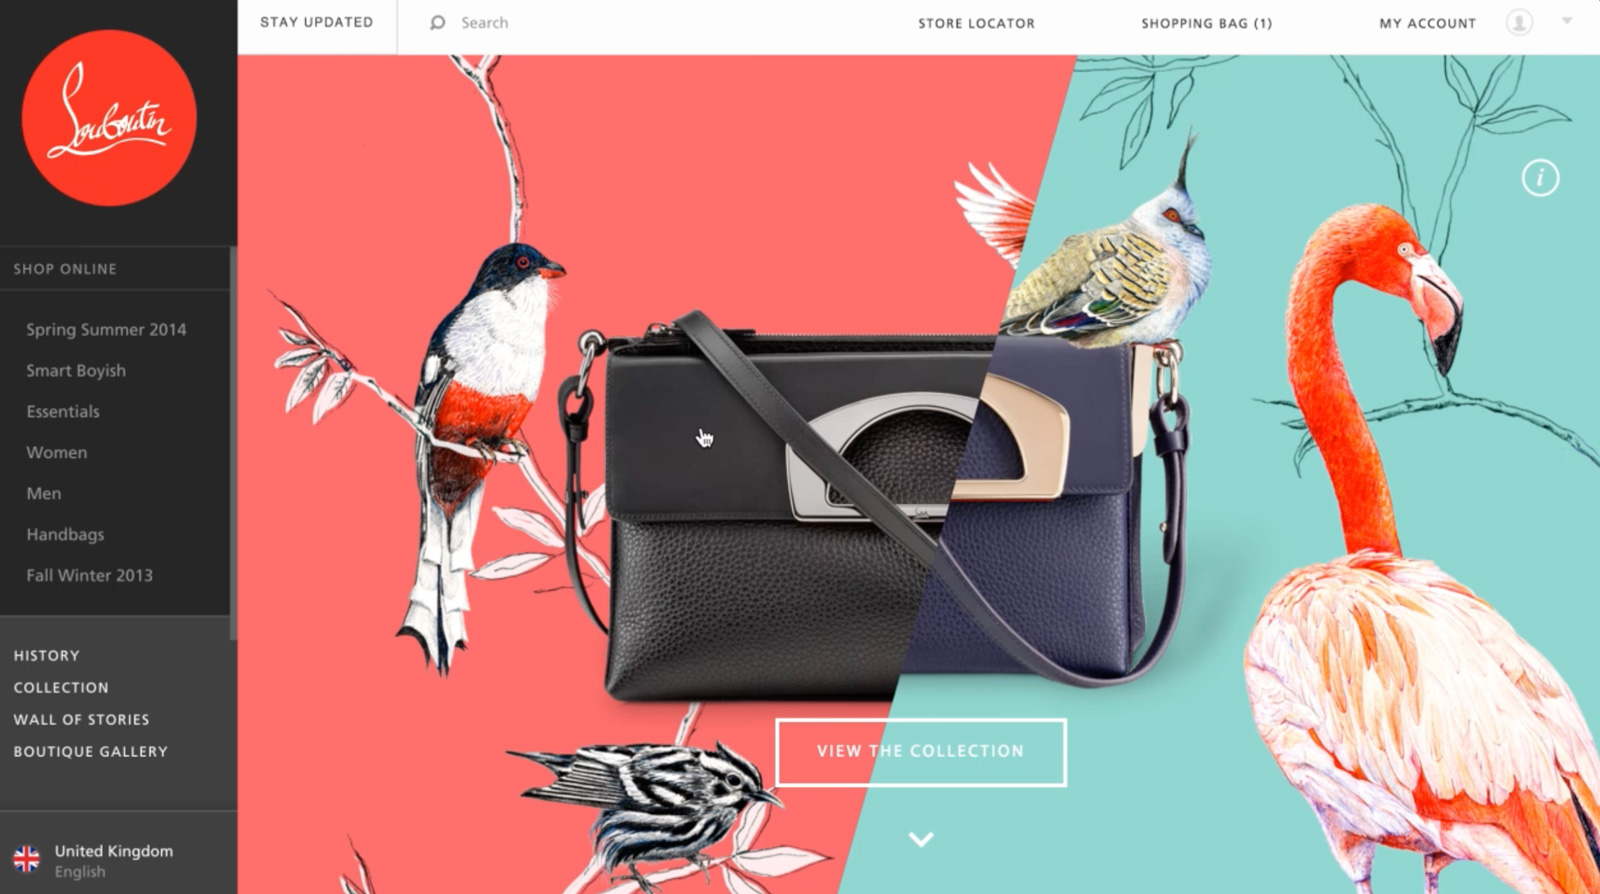 Louboutin
STAY UPDATED
Search
STORE LOCATOR
SHOPPING BAG (1)
MY ACCOUNT
i
SHOP ONLINE
Spring Summer 2014
Smart Boyish
Essentials
Women
Men
Handbags
Fall Winter 2013
HISTORY
COLLECTION
WALL OF STORIES
BOUTIQUE GALLERY
United Kingdom
English
VIEW THE COLLECTION